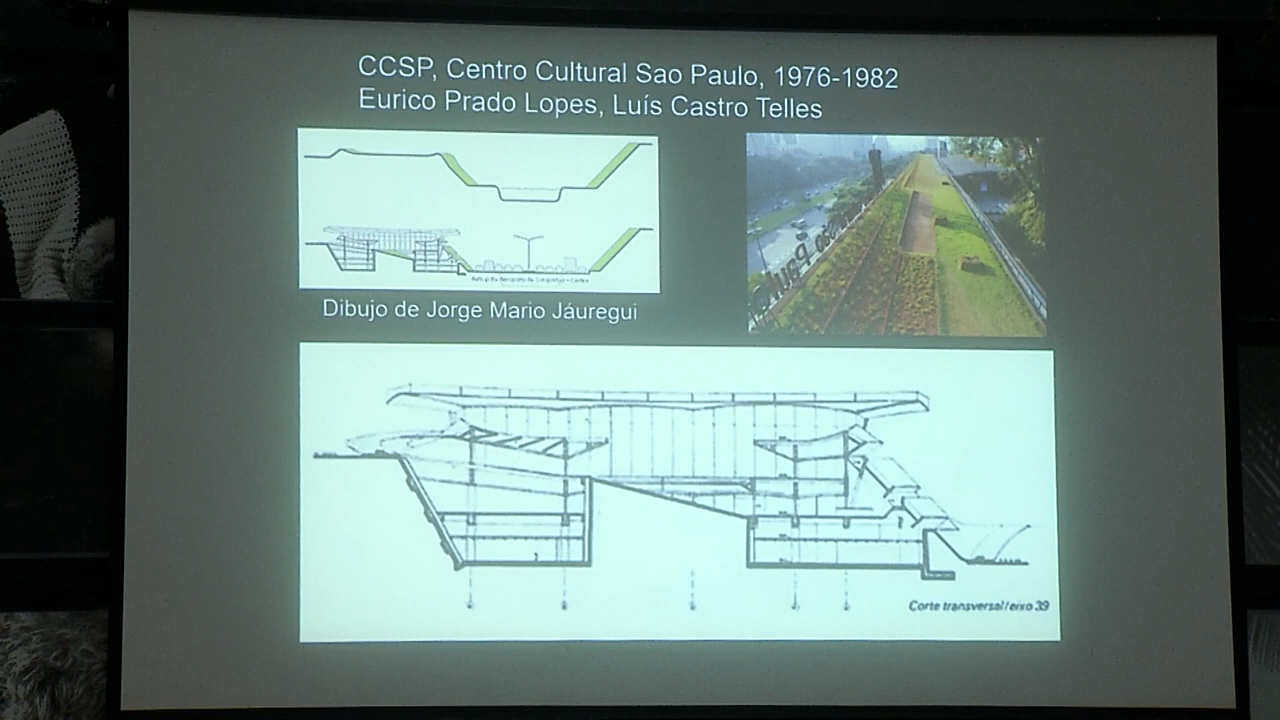 CCSP, Centro Cultural Sao Paulo, 1976-1982
Eurico Prado Lopes, Luís Castro Telles
Dibujo de Jorge Mario Jáuregui
Corte transversal/eixo 39